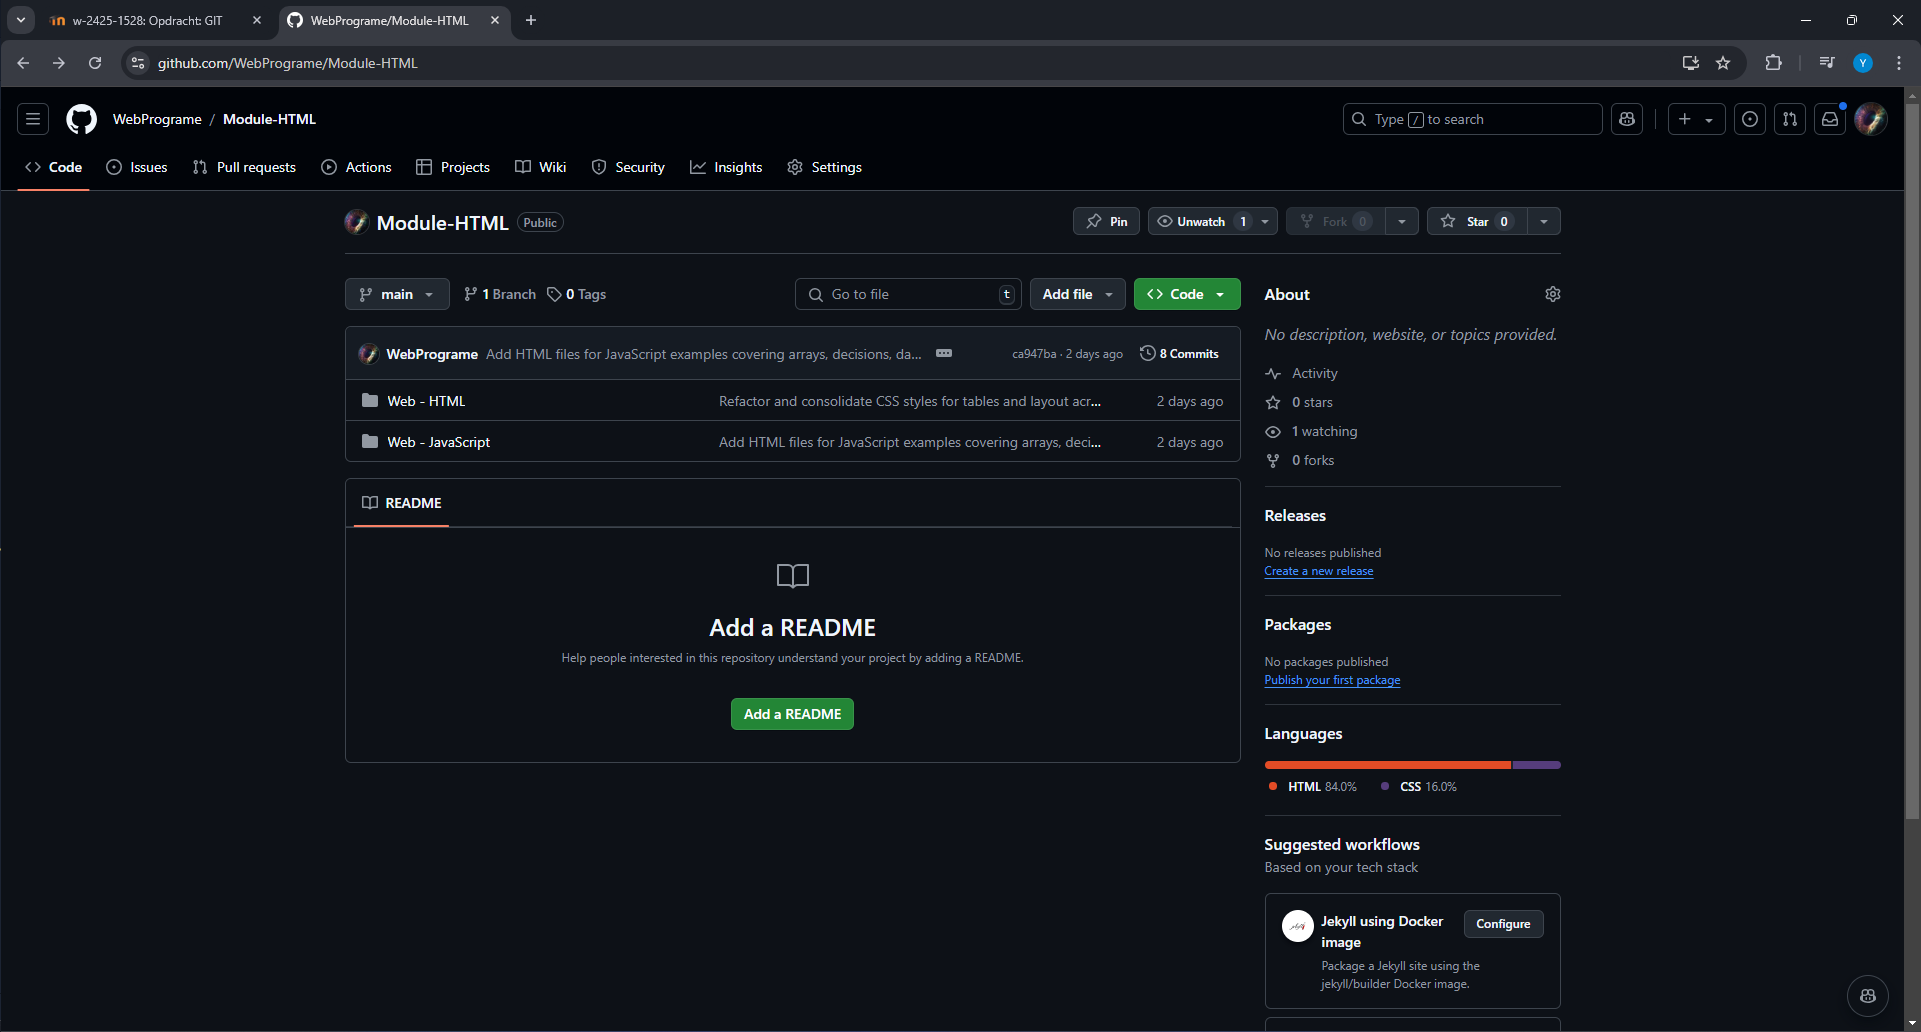 w-2425-1528: Opdracht: GIT
WebPrograme/Module-HTML
github.com/WebPrograme/Module-HTML
Y
WebPrograme / Module-HTML
Type / to search
Code Issues Pull requests Actions Projects Wiki Security Insights Settings
Module-HTML Public
Pin Unwatch 1 Fork 0 Star 0
main 1 Branch 0 Tags Go to file t Add file Code
WebPrograme Add HTML files for JavaScript examples covering arrays, decisions, da... ca947ba · 2 days ago 8 Commits
Web - HTML Refactor and consolidate CSS styles for tables and layout acr... 2 days ago
Web - JavaScript Add HTML files for JavaScript examples covering arrays, deci... 2 days ago
README
Add a README
Help people interested in this repository understand your project by adding a README.
Add a README
About
No description, website, or topics provided.
Activity
0 stars
1 watching
0 forks
Releases
No releases published
Create a new release
Packages
No packages published
Publish your first package
Languages
HTML 84.0% CSS 16.0%
Suggested workflows
Based on your tech stack
Jekyll using Docker
image
Configure
Package a Jekyll site using the
jekyll/builder Docker image.